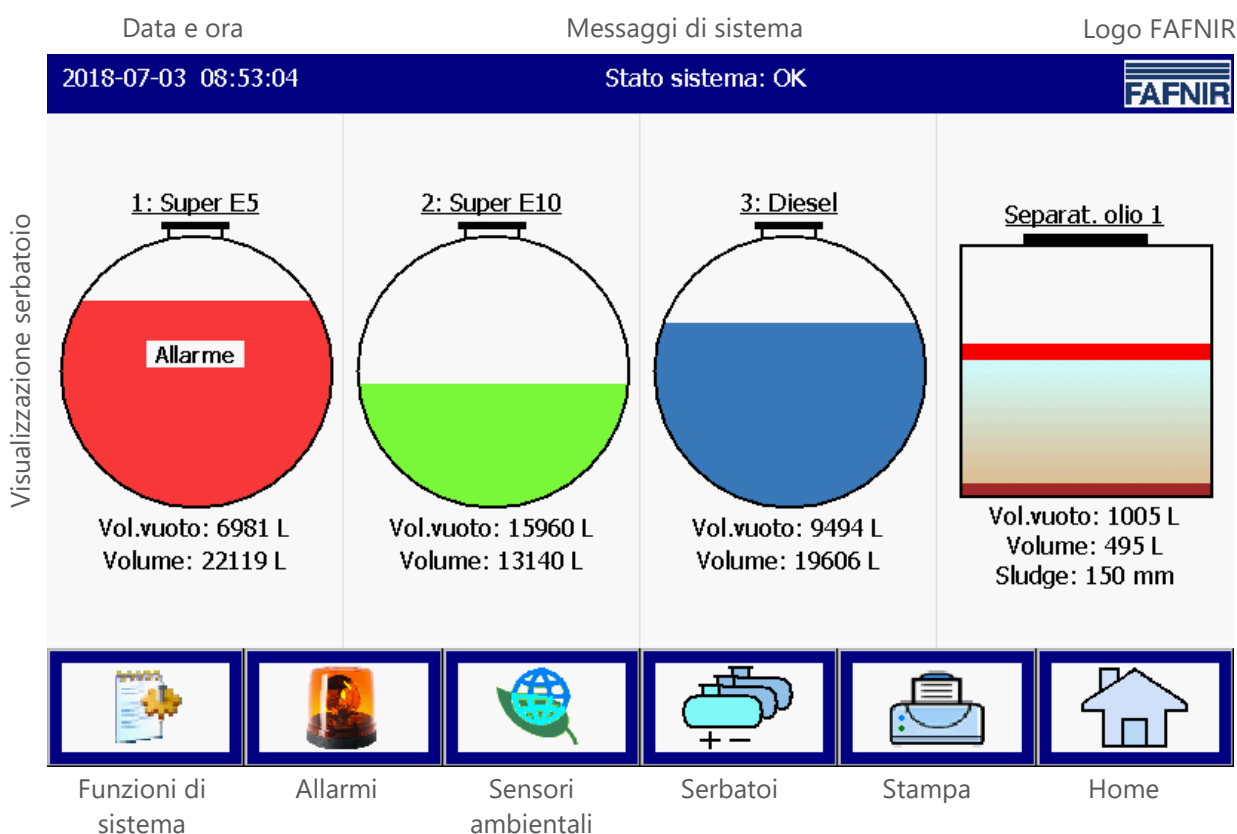 Data e ora
Messaggi di sistema
Logo FAFNIR
2018-07-03 08:53:04
Stato sistema: OK
FAFNIR
Visualizzazione serbatoio
1: Super E5
Allarme
Vol.vuoto: 6981 L
Volume: 22119 L
2: Super E10
Vol.vuoto: 15960 L
Volume: 13140 L
3: Diesel
Vol.vuoto: 9494 L
Volume: 19606 L
Separat. olio 1
Vol.vuoto: 1005 L
Volume: 495 L
Sludge: 150 mm
+ −
Funzioni di
sistema
Allarmi
Sensori
ambientali
Serbatoi
Stampa
Home